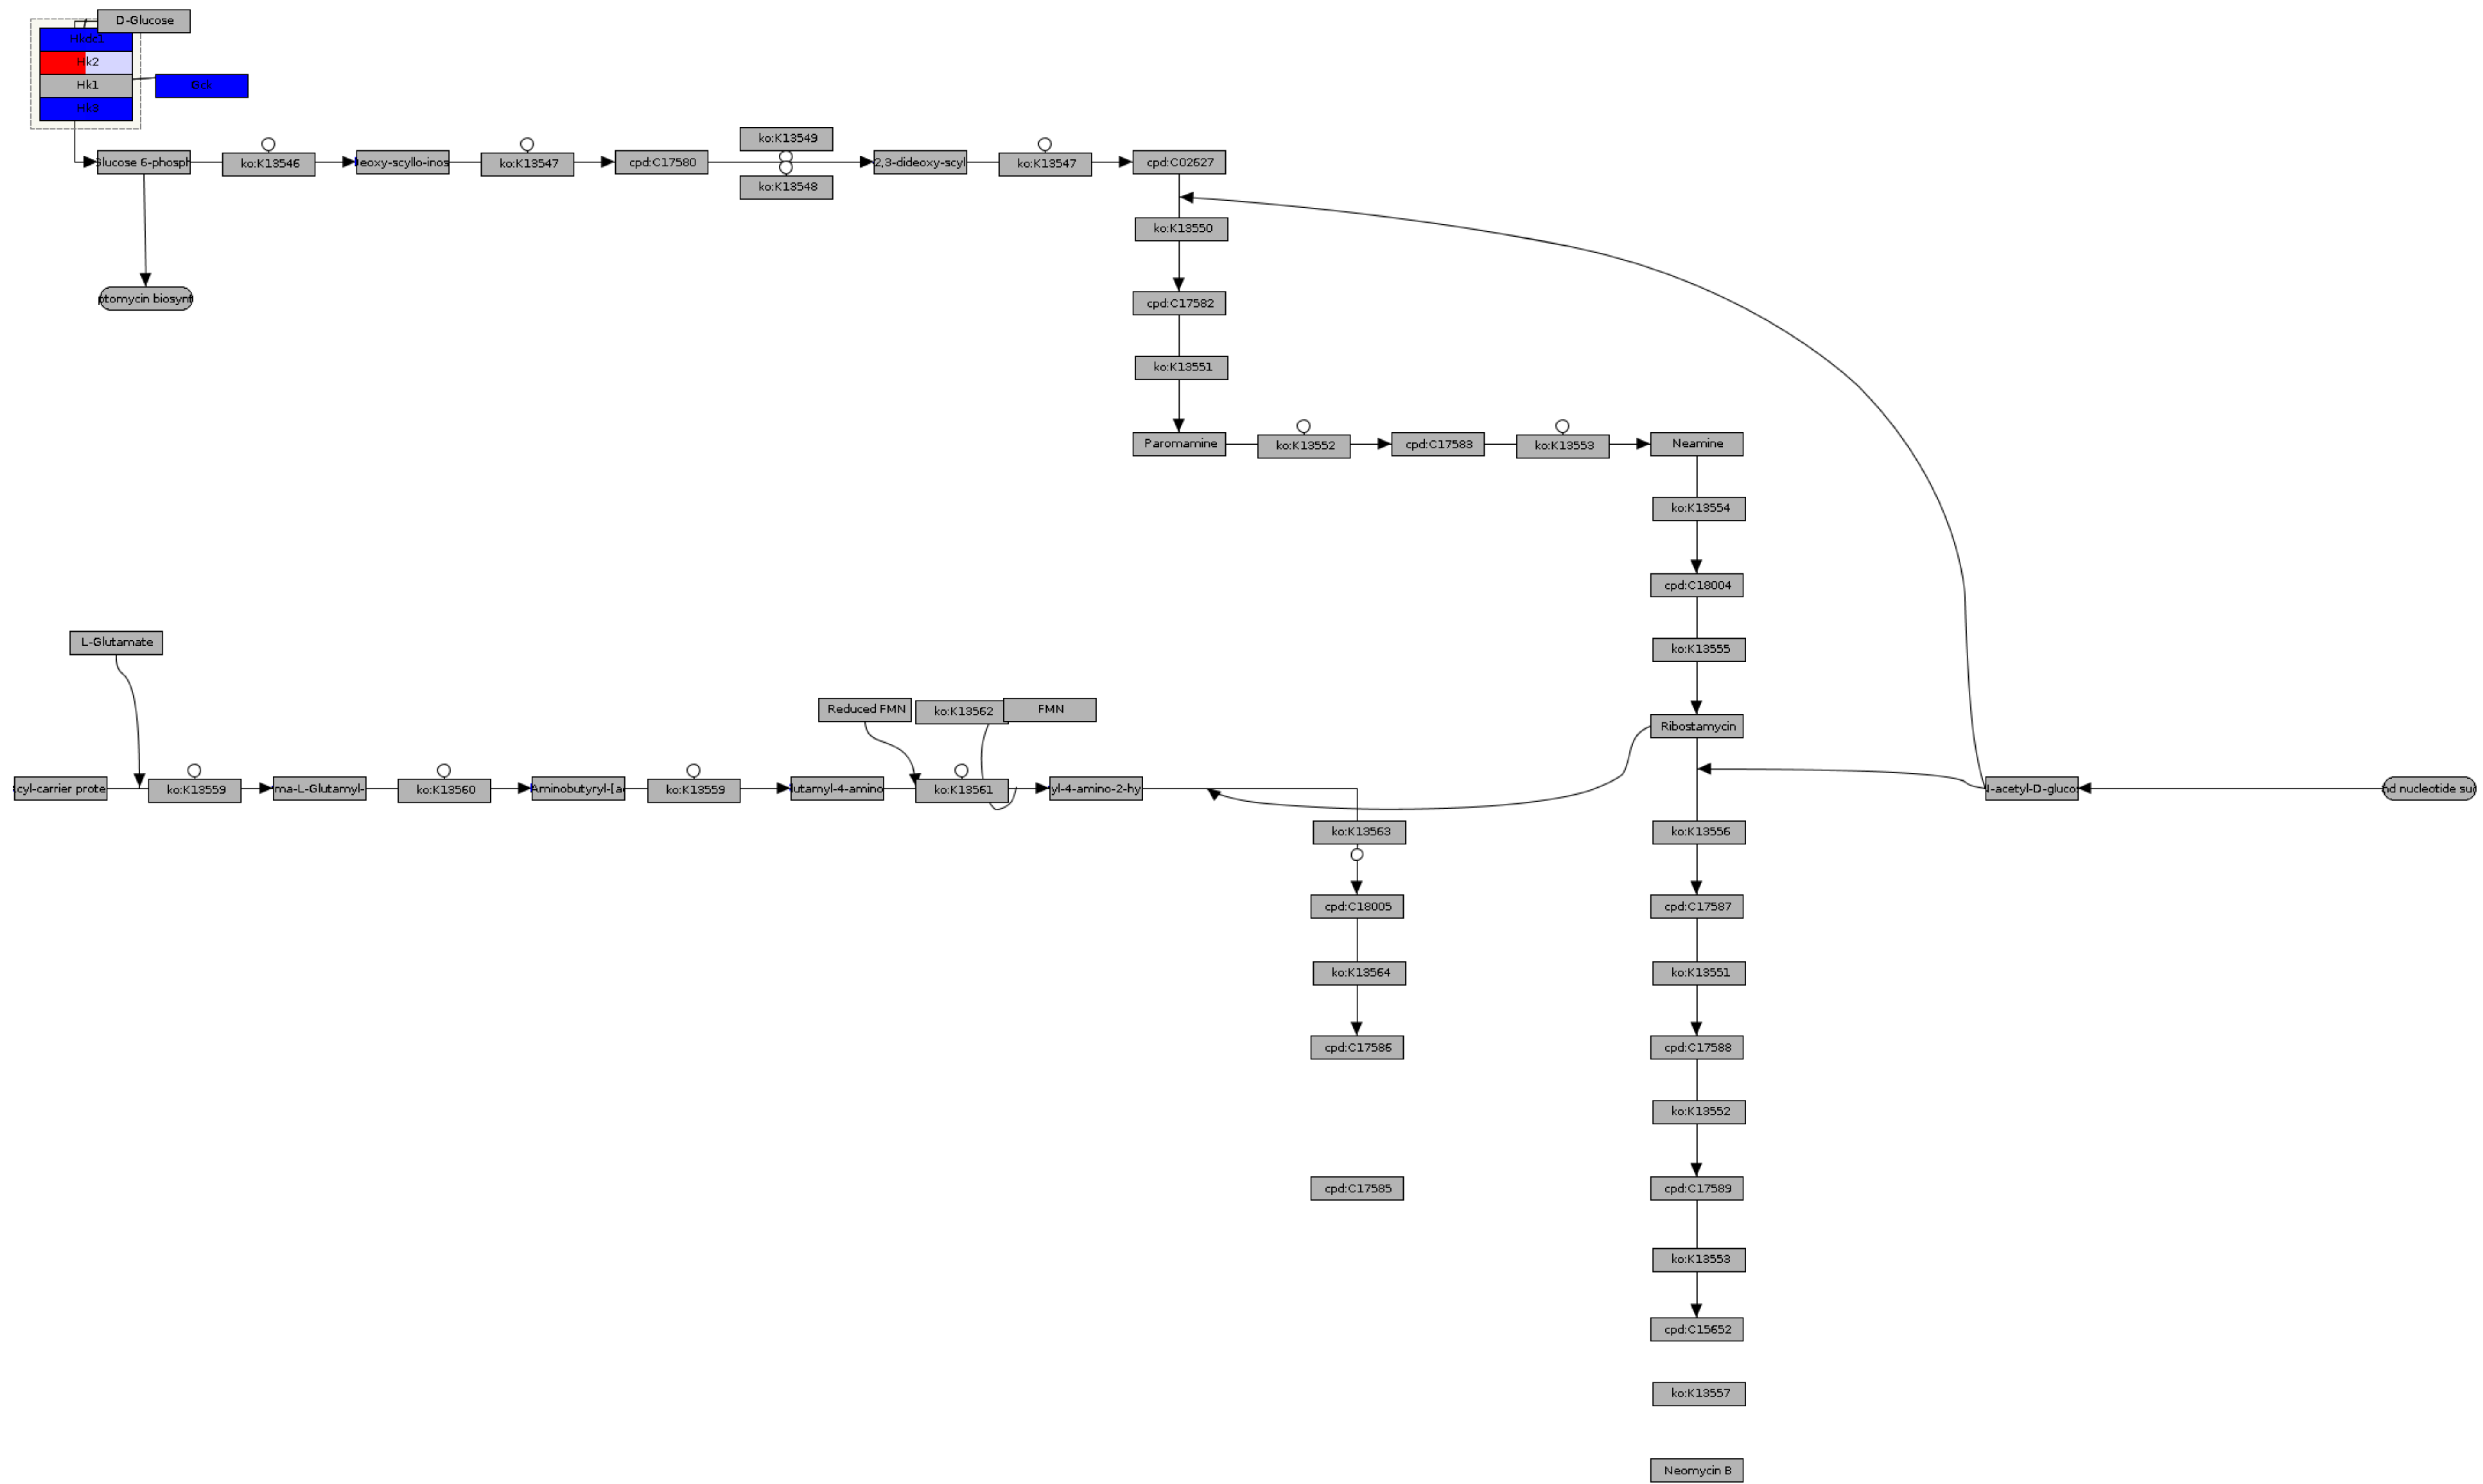 D-Glucose
Hkdc1
Hk2
Hk1
Gck
Hk3
ko:K13549
Glucose 6-phosph
ko:K13546
eoxy-scyllo-inos
ko:K13547
cpd:C17580
2,3-dideoxy-scyl
ko:K13547
cpd:C02627
ko:K13548
ko:K13550
ptomycin biosynt
cpd:C17582
ko:K13551
Paromamine
ko:K13552
cpd:C17583
ko:K13553
Neamine
ko:K13554
cpd:C18004
L-Glutamate
ko:K13555
Reduced FMN
ko:K13562
FMN
Ribostamycin
cyl-carrier prote
ko:K13559
ma-L-Glutamyl-
ko:K13560
Aminobutyryl-[a
ko:K13559
utamyl-4-amino
ko:K13561
yl-4-amino-2-hy
-acetyl-D-gluco
nd nucleotide su
ko:K13563
ko:K13556
cpd:C18005
cpd:C17587
ko:K13564
ko:K13551
cpd:C17586
cpd:C17588
ko:K13552
cpd:C17585
cpd:C17589
ko:K13553
cpd:C15652
ko:K13557
Neomycin B